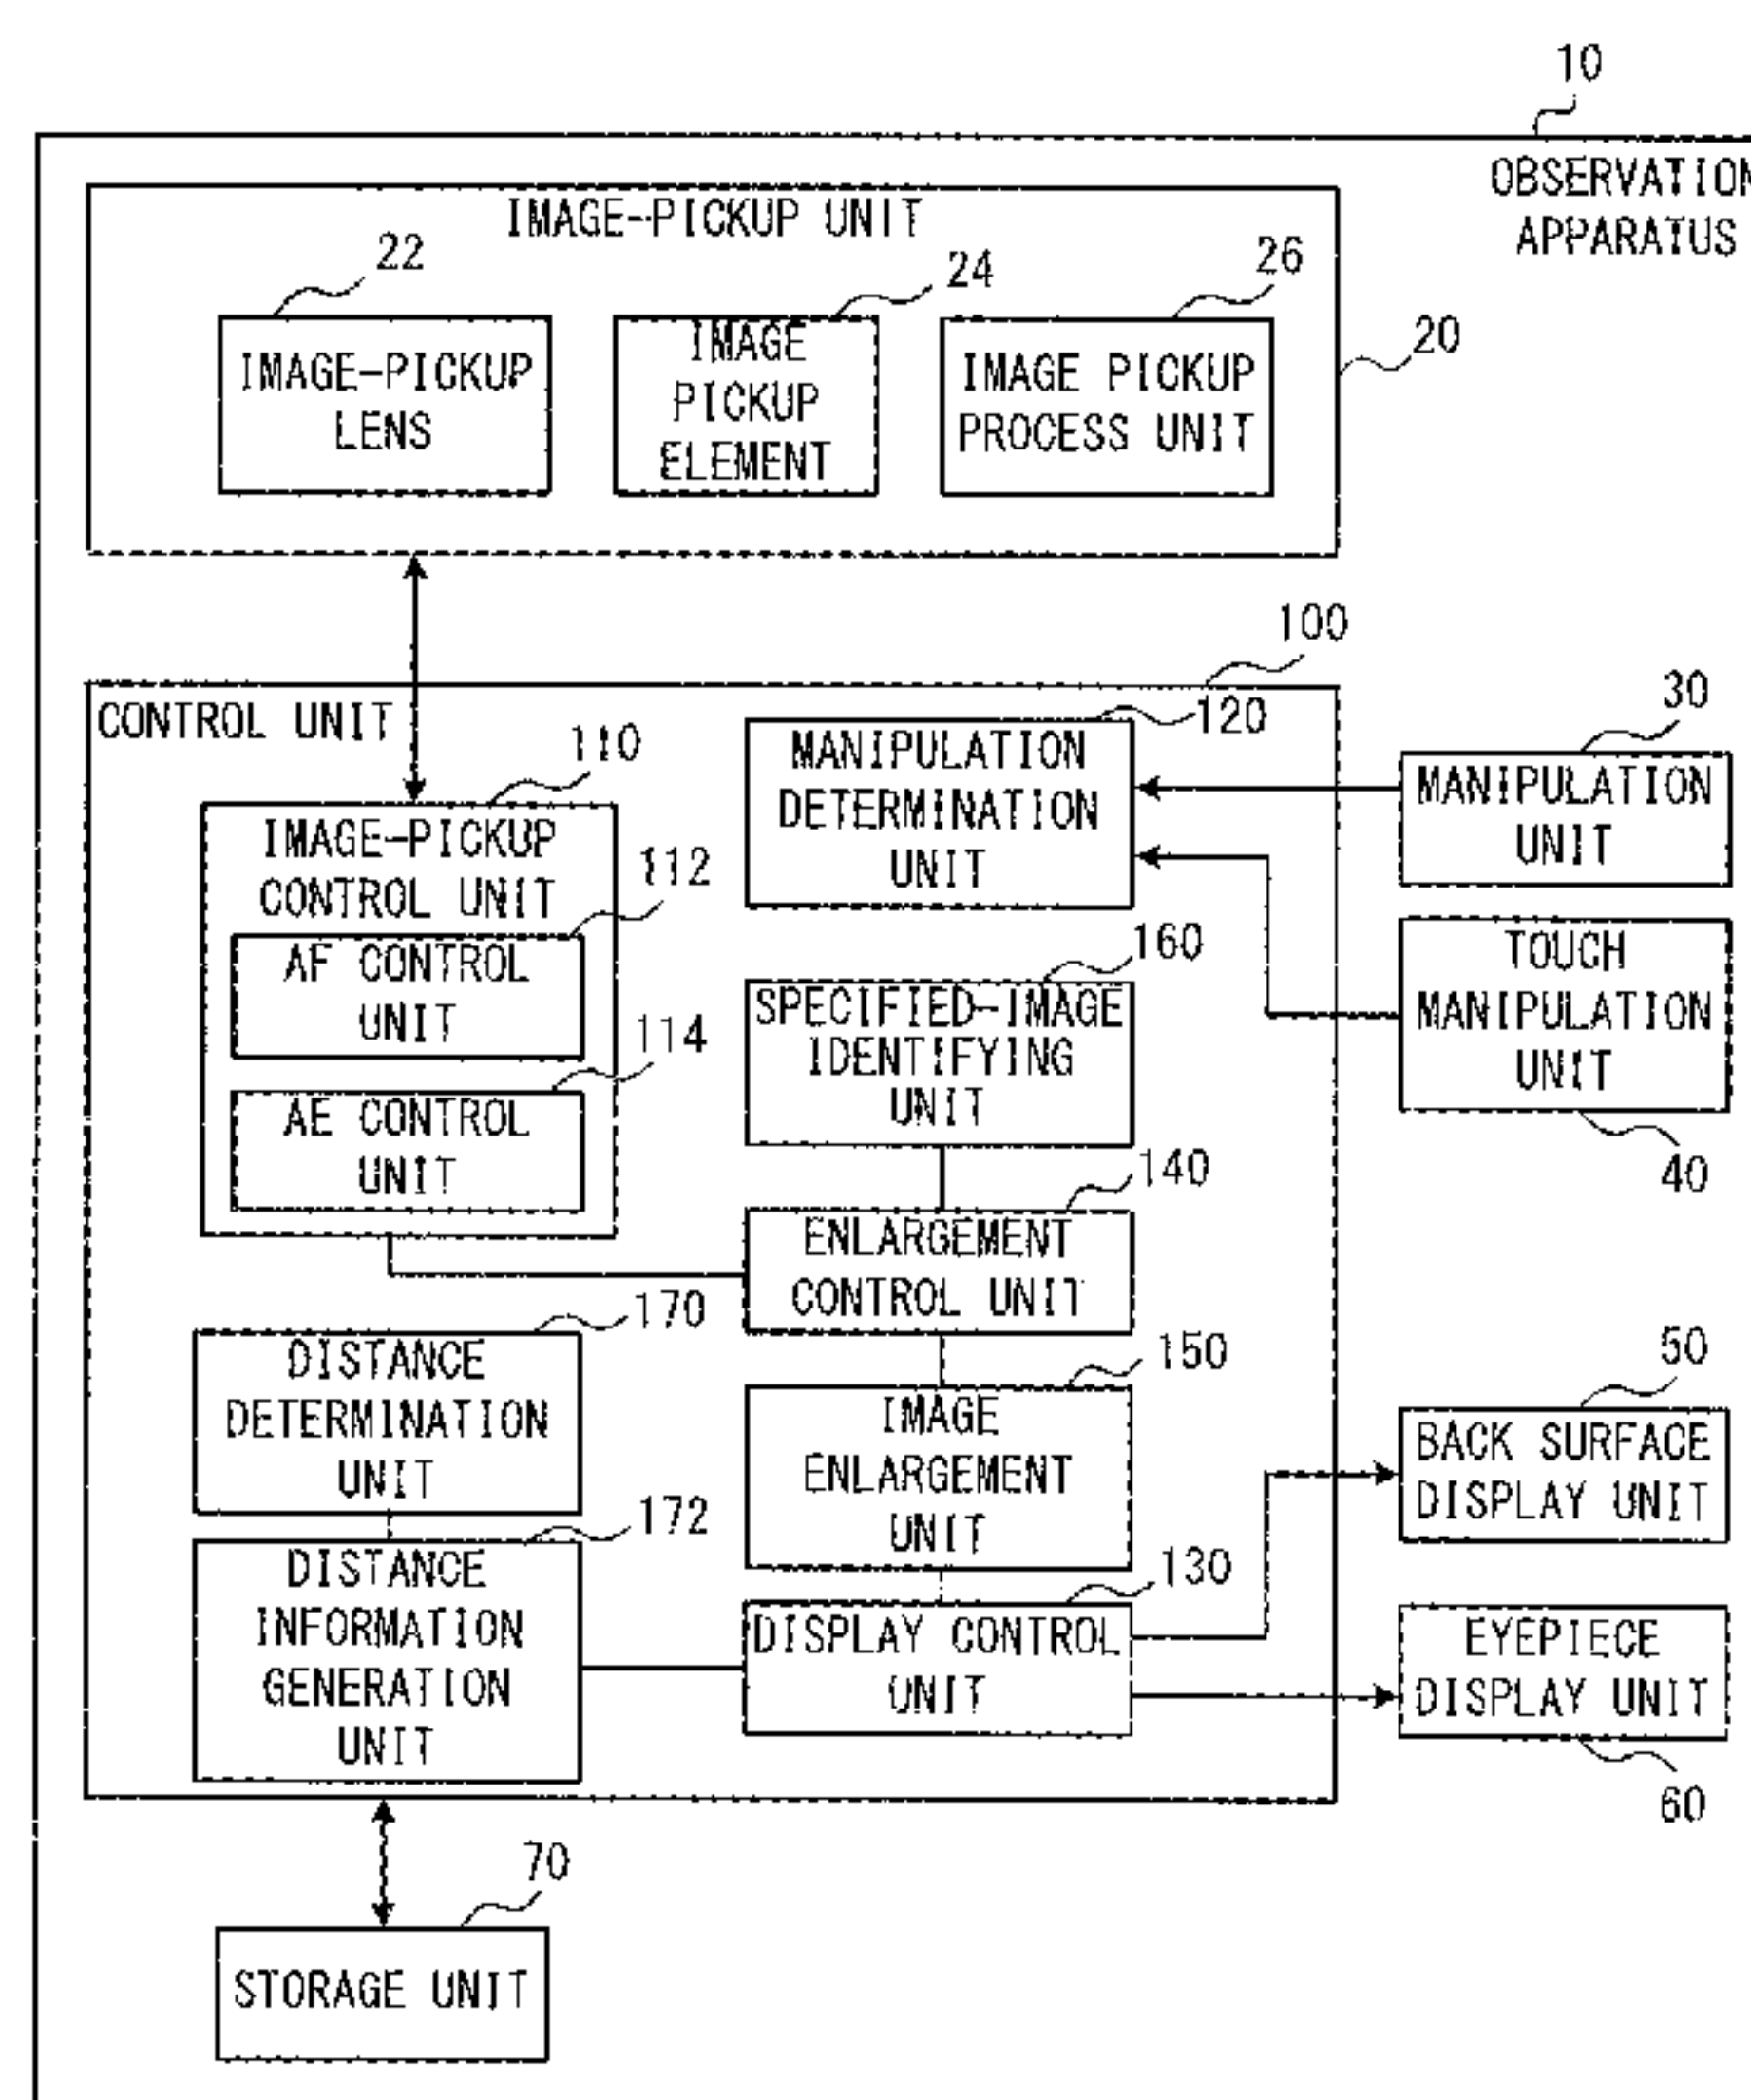 10
OBSERVATION
APPARATUS
IMAGE-PICKUP UNIT
22
24
26
20
IMAGE-PICKUP
LENS
IMAGE
PICKUP
ELEMENT
IMAGE PICKUP
PROCESS UNIT
100
CONTROL UNIT
110
IMAGE-PICKUP
CONTROL UNIT
112
AF CONTROL
UNIT
114
AE CONTROL
UNIT
120
MANIPULATION
DETERMINATION
UNIT
30
MANIPULATION
UNIT
TOUCH
MANIPULATION
UNIT
40
160
SPECIFIED-IMAGE
IDENTIFYING
UNIT
140
ENLARGEMENT
CONTROL UNIT
170
DISTANCE
DETERMINATION
UNIT
150
IMAGE
ENLARGEMENT
UNIT
50
BACK SURFACE
DISPLAY UNIT
172
DISTANCE
INFORMATION
GENERATION
UNIT
130
DISPLAY CONTROL
UNIT
EYEPIECE
DISPLAY UNIT
60
70
STORAGE UNIT